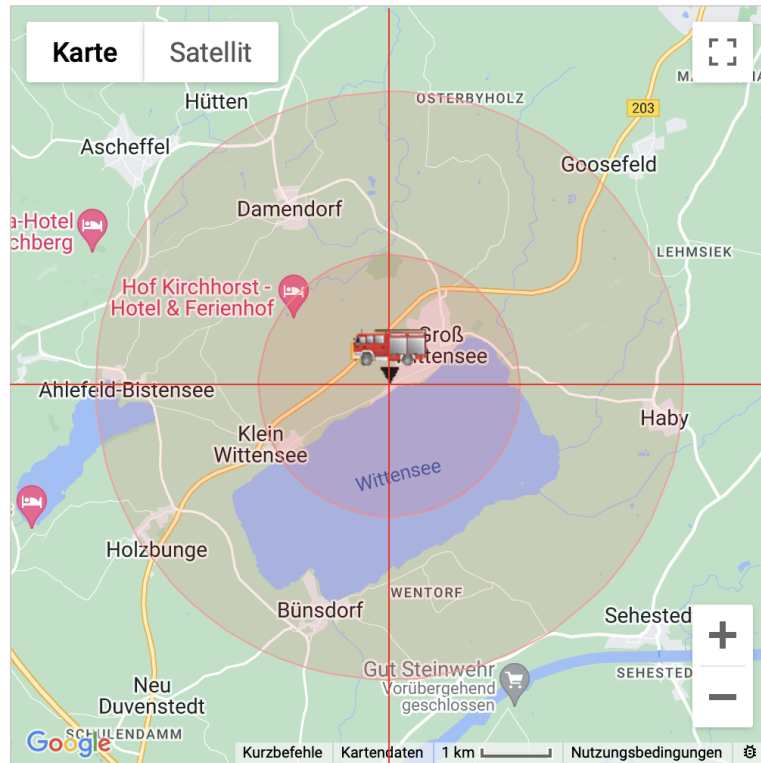 Karte
Satellit
Hütten
OSTERBYHOLZ
203
Ascheffel
Goosefeld
Damendorf
a-Hotel
chberg
LEHMSIEK
Hof Kirchhorst -
Hotel & Ferienhof
Groß
Wittensee
Ahlefeld-Bistensee
Haby
Klein
Wittensee
Wittensee
Holzbunge
WENTORF
Bünsdorf
Sehested
Gut Steinwehr
Vorübergehend
geschlossen
SEHESTED
Neu
Duvenstedt
SCHULENDAMM
Google
Kurzbefehle
Kartendaten
1 km
Nutzungsbedingungen